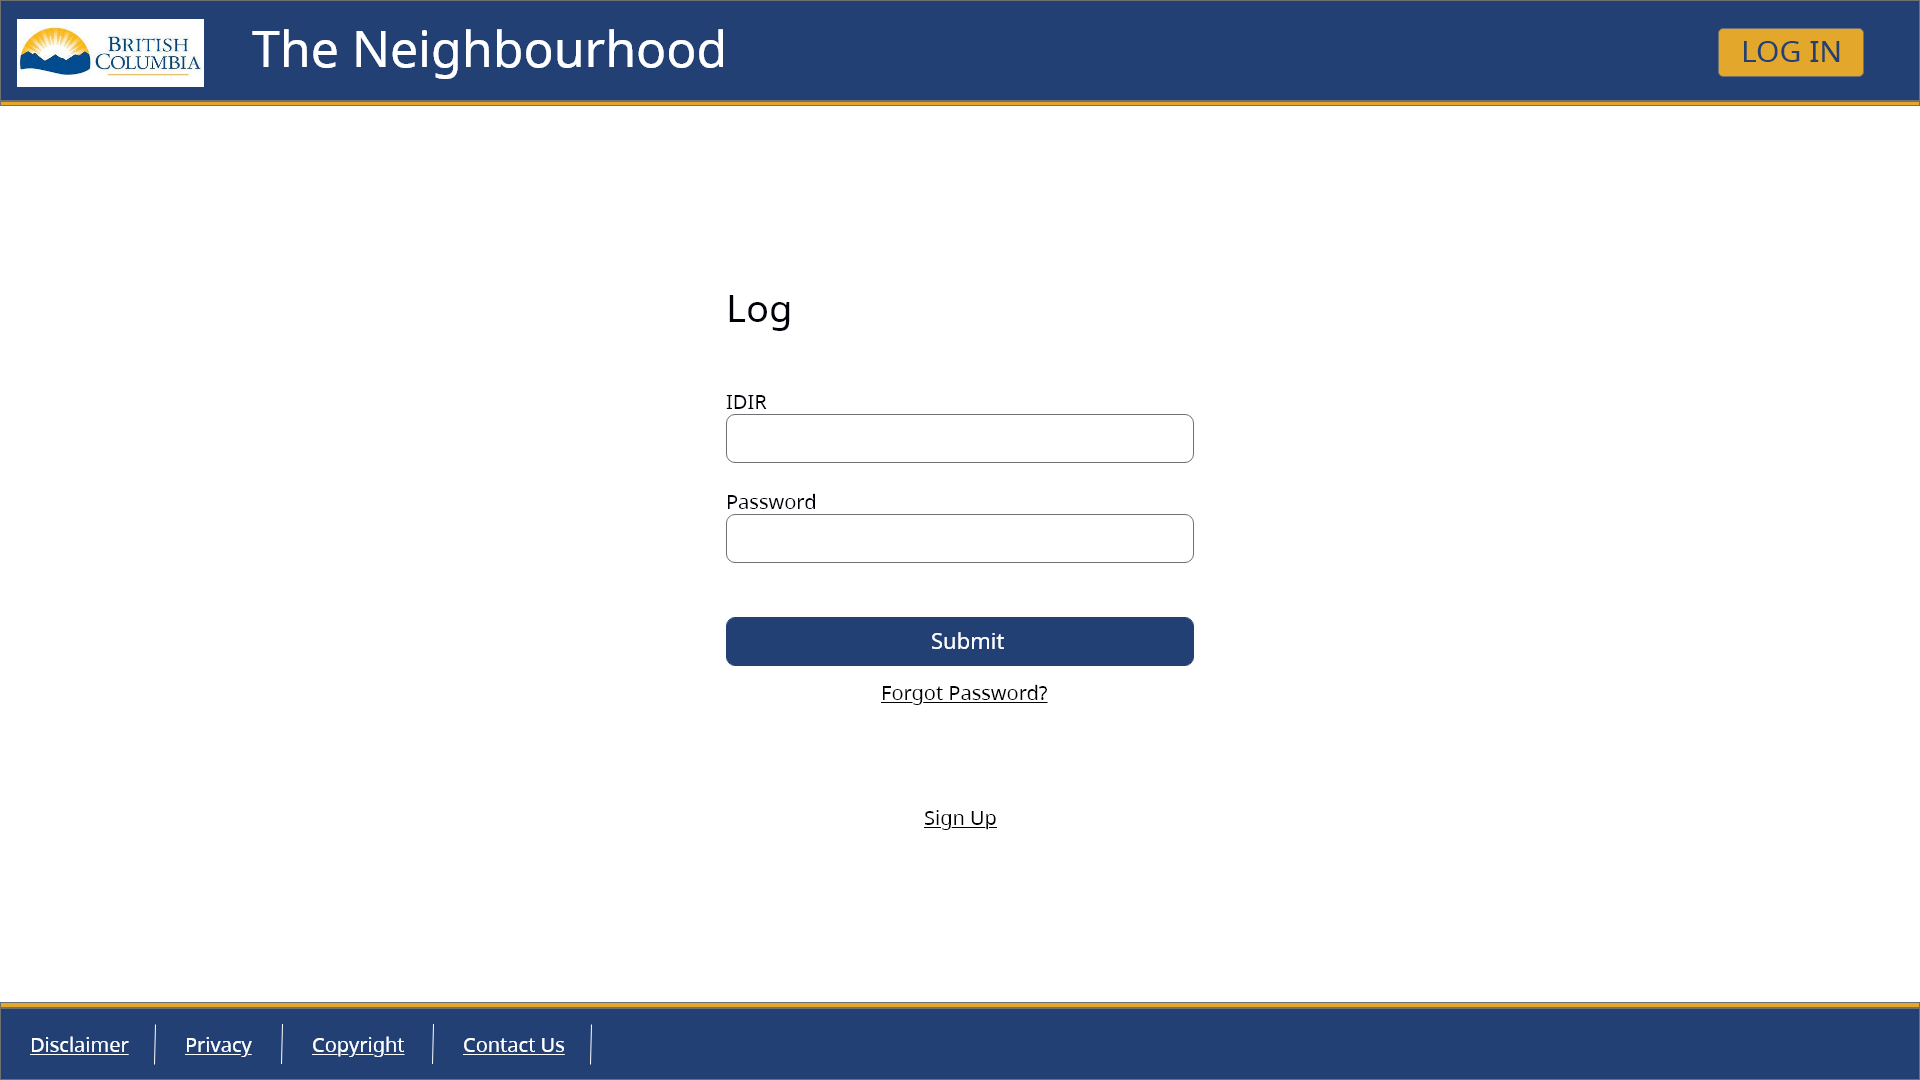 BRITISH
COLUMBIA
The Neighbourhood
LOG IN
Log
IDIR
Password
Submit
Forgot Password?
Sign Up
Disclaimer
Privacy
Copyright
Contact Us